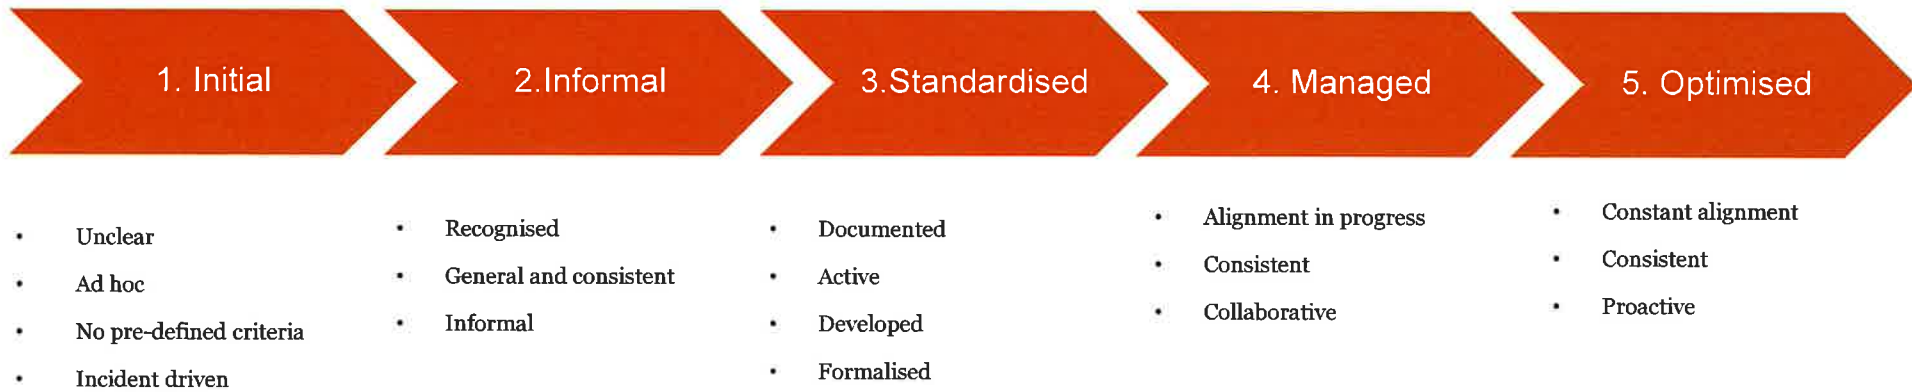 1. Initial
2.Informal
3.Standardised
4. Managed
5. Optimised
• Unclear
• Ad hoc
• No pre-defined criteria
• Incident driven
• Recognised
• General and consistent
• Informal
• Documented
• Active
• Developed
• Formalised
• Alignment in progress
• Consistent
• Collaborative
• Constant alignment
• Consistent
• Proactive